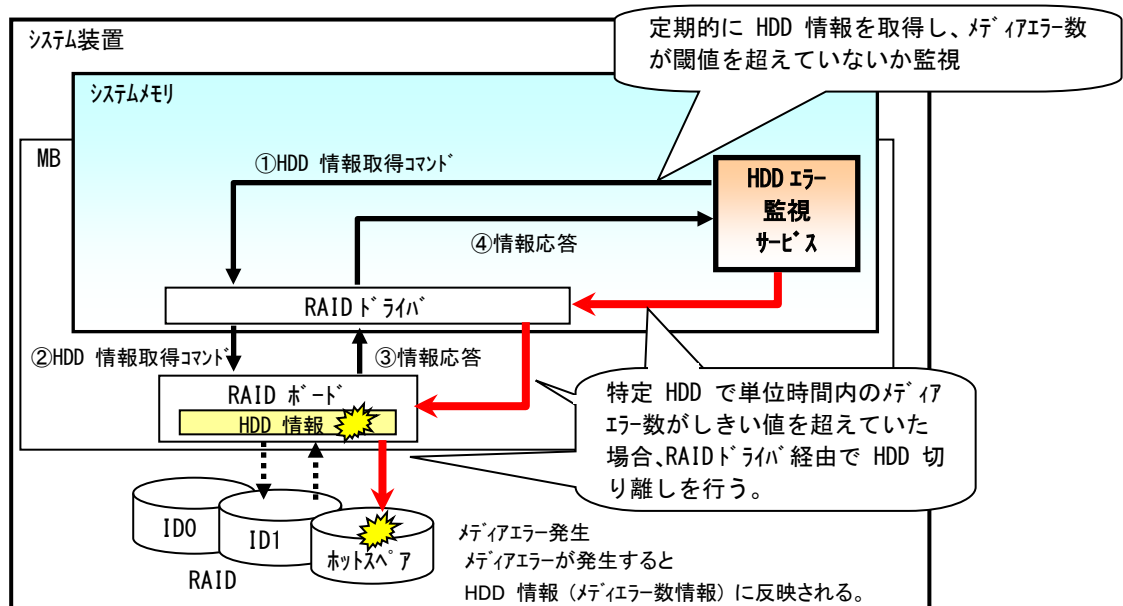 定期的に HDD 情報を取得し、ﾒﾃﾞｨｱｴﾗｰ数
が閾値を超えていないか監視
ｼｽﾃﾑ装置
ｼｽﾃﾑﾒﾓﾘ
MB
①HDD 情報取得ｺﾏﾝﾄﾞ
HDD ｴﾗｰ
監視
ｻｰﾋﾞｽ
④情報応答
RAID ﾄﾞﾗｲﾊﾞ
②HDD 情報取得ｺﾏﾝﾄﾞ
③情報応答
RAID ﾎﾞｰﾄﾞ
HDD 情報
特定 HDD で単位時間内のﾒﾃﾞｨｱ
ｴﾗｰ数がしきい値を超えていた
場合、RAIDﾄﾞﾗｲﾊﾞ経由で HDD 切
り離しを行う。
ID0
ID1
ﾎｯﾄｽﾍﾟｱ
RAID
ﾒﾃﾞｨｱｴﾗｰ発生
ﾒﾃﾞｨｱｴﾗｰが発生すると
HDD 情報（ﾒﾃﾞｨｴﾗｰ数情報）に反映される。